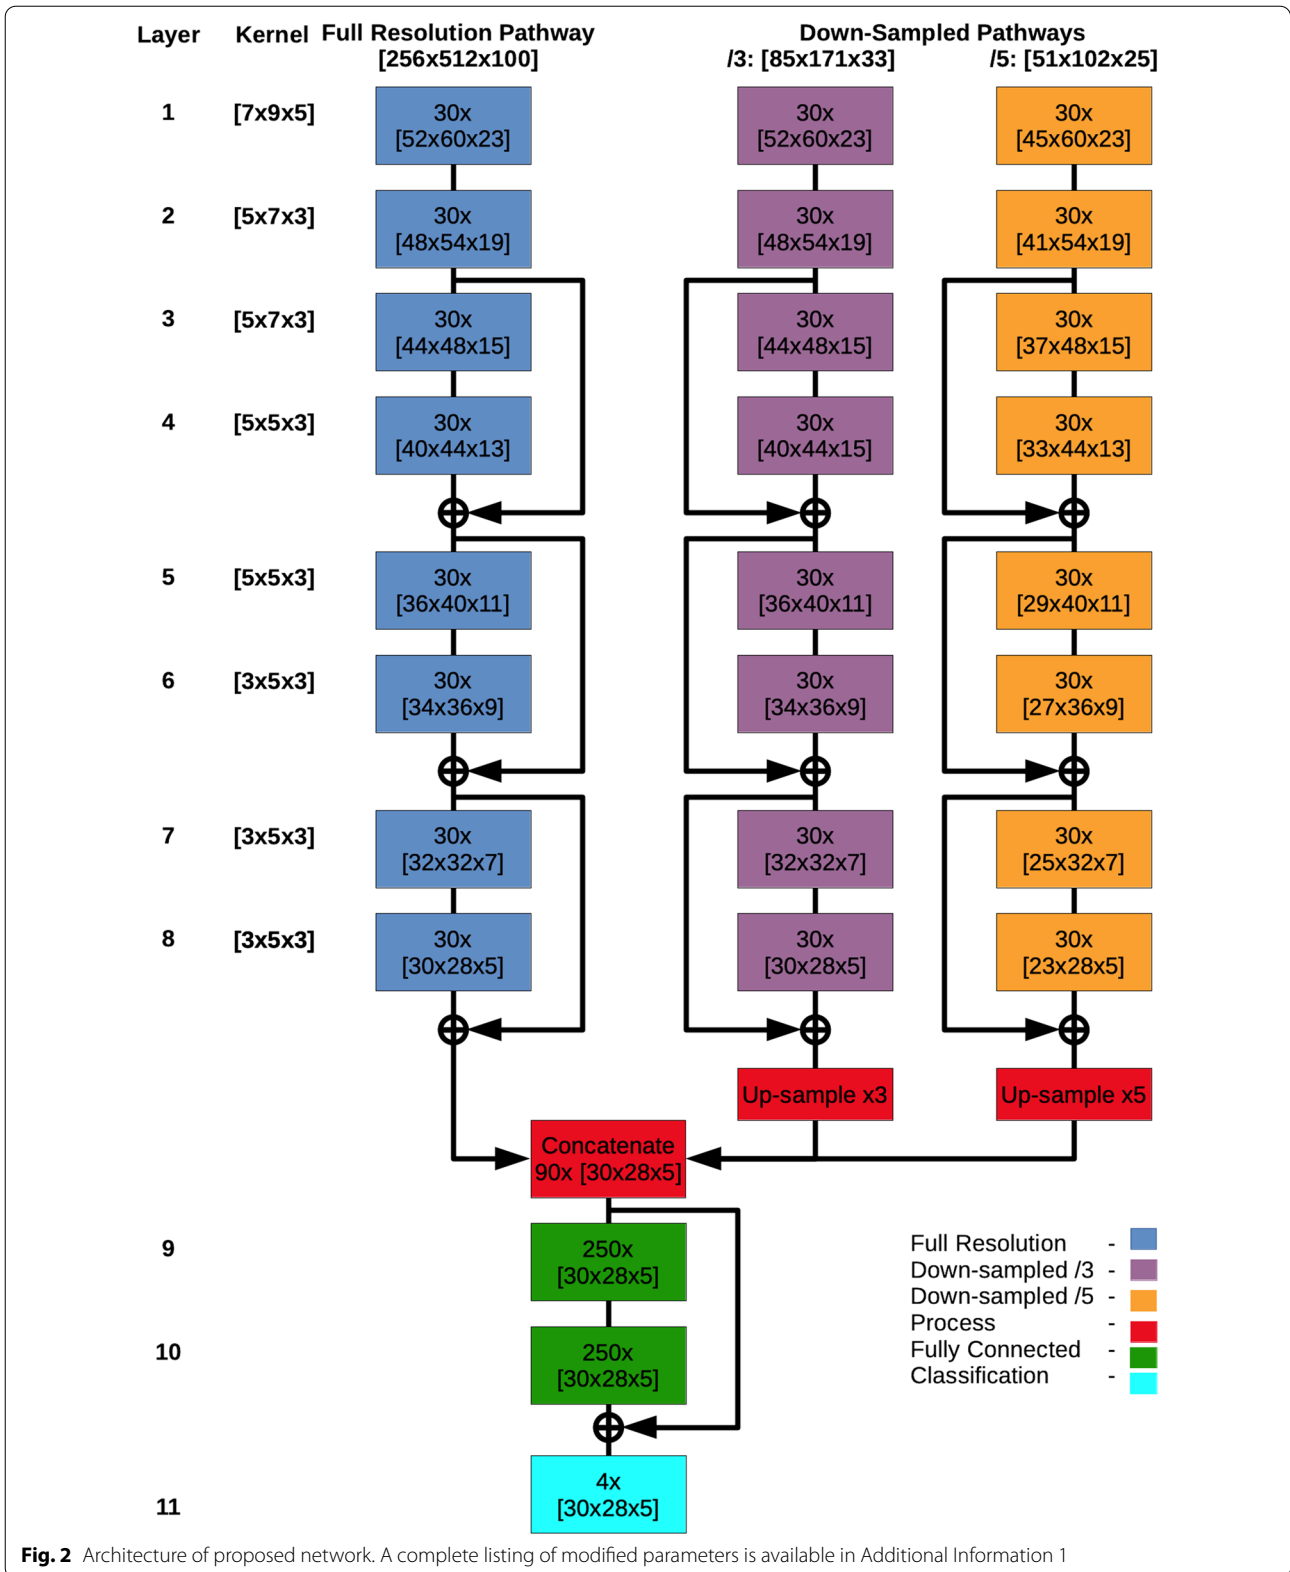 Layer Kernel Full Resolution Pathway Down-Sampled Pathways
[256x512x100] /3: [85x171x33] /5: [51x102x25]
1 [7x9x5] 30x 30x 30x
[52x60x23] [52x60x23] [45x60x23]
2 [5x7x3] 30x 30x 30x
[48x54x19] [48x54x19] [41x54x19]
3 [5x7x3] 30x 30x 30x
[44x48x15] [44x48x15] [37x48x15]
4 [5x5x3] 30x 30x 30x
[40x44x13] [40x44x15] [33x44x13]
5 [5x5x3] 30x 30x 30x
[36x40x11] [36x40x11] [29x40x11]
6 [3x5x3] 30x 30x 30x
[34x36x9] [34x36x9] [27x36x9]
7 [3x5x3] 30x 30x 30x
[32x32x7] [32x32x7] [25x32x7]
8 [3x5x3] 30x 30x 30x
[30x28x5] [30x28x5] [23x28x5]
Up-sample x3 Up-sample x5
Concatenate
90x [30x28x5]
9 250x
[30x28x5]
10 250x
[30x28x5]
11 4x
[30x28x5]
Full Resolution -
Down-sampled /3 -
Down-sampled /5 -
Process -
Fully Connected -
Classification -
Fig. 2 Architecture of proposed network. A complete listing of modified parameters is available in Additional Information 1